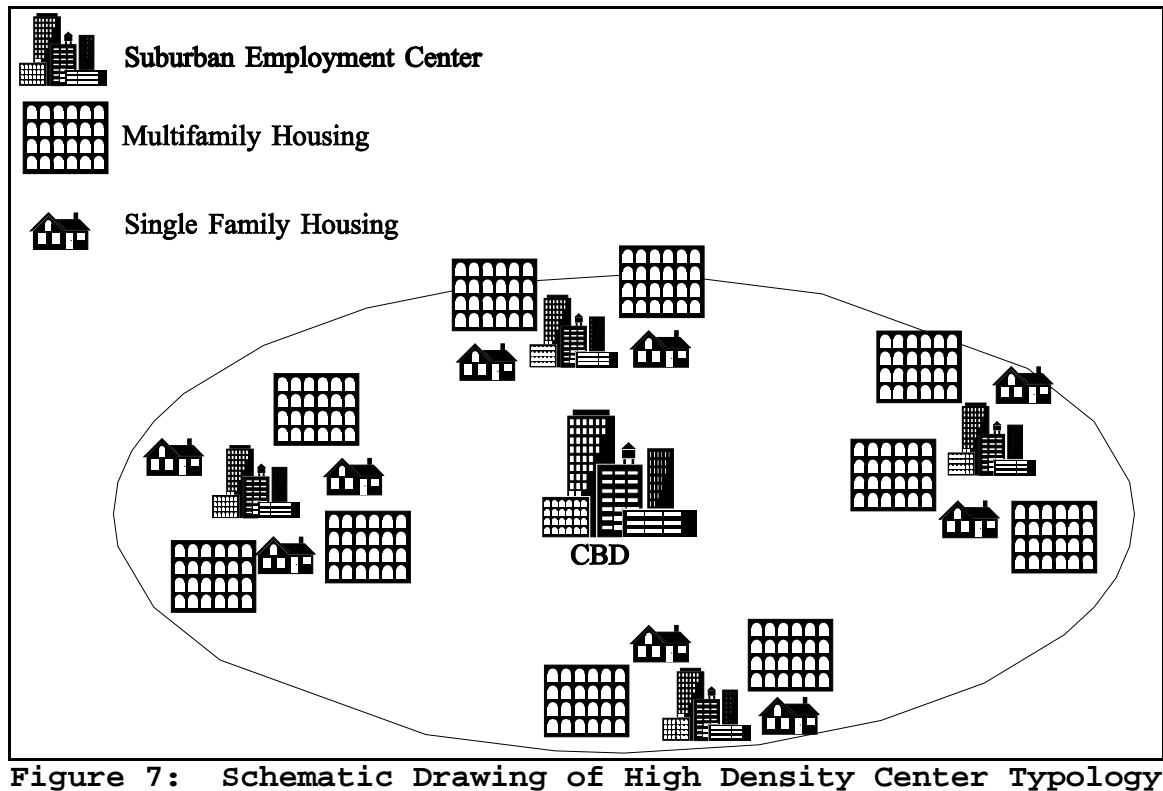 Suburban Employment Center
Multifamily Housing
Single Family Housing
CBD
Figure 7: Schematic Drawing of High Density Center Typology